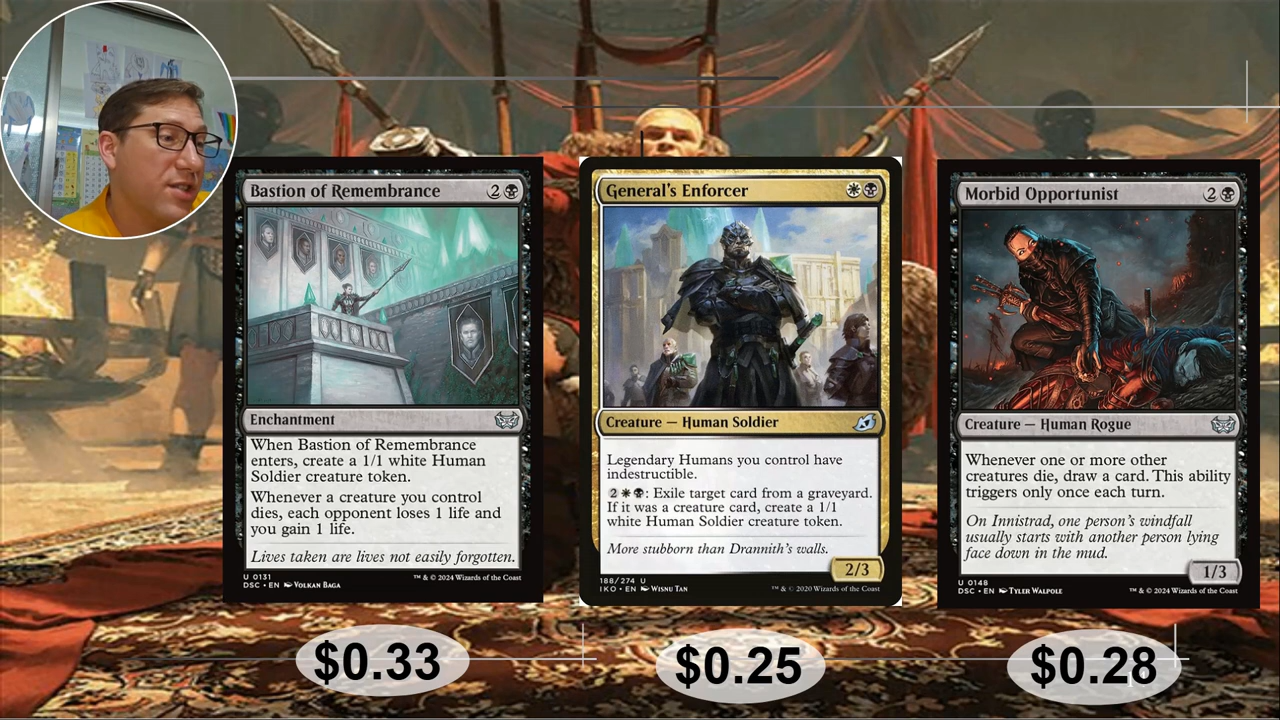 Bastion of Remembrance 2
Enchantment
When Bastion of Remembrance
enters, create a 1/1 white Human
Soldier creature token.
Whenever a creature you control
dies, each opponent loses 1 life and
you gain 1 life.
Lives taken are lives not easily forgotten.
U 0131
DSC • EN VOLKAN BAGA
™ & © 2024 Wizards of the Coast
$0.33
General's Enforcer
Creature — Human Soldier
Legendary Humans you control have
indestructible.
2 : Exile target card from a graveyard.
If it was a creature card, create a 1/1
white Human Soldier creature token.
More stubborn than Drannith's walls.
2/3
188/274 U
IKO • EN WISNU TAN
™ & © 2020 Wizards of the Coast
$0.25
Morbid Opportunist 2
Creature — Human Rogue
Whenever one or more other
creatures die, draw a card. This ability
triggers only once each turn.
On Innistrad, one person's windfall
usually starts with another person lying
face down in the mud.
1/3
U 0148
DSC • EN TYLER WALPOLE
™ & © 2024 Wizards of the Coast
$0.28